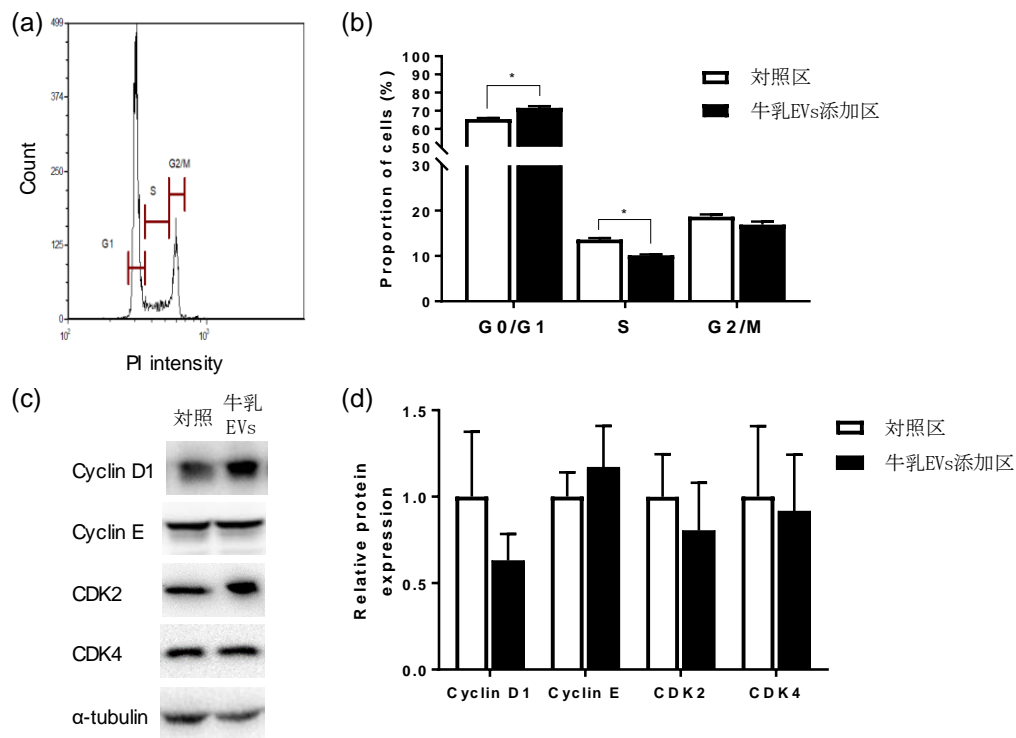 (a)
499
374
250
125
0
Count
G1
S
G2/M
10²
10³
PI intensity
(b)
100
90
80
70
60
50
30
20
10
0
Proportion of cells (%)
*
*
G0/G1
S
G2/M
対照区
牛乳EVs添加区
(c)
対照
牛乳
EVs
Cyclin D1
Cyclin E
CDK2
CDK4
α-tubulin
(d)
1.5
1.0
0.5
0.0
Relative protein
expression
Cyclin D1
Cyclin E
CDK2
CDK4
対照区
牛乳EVs添加区